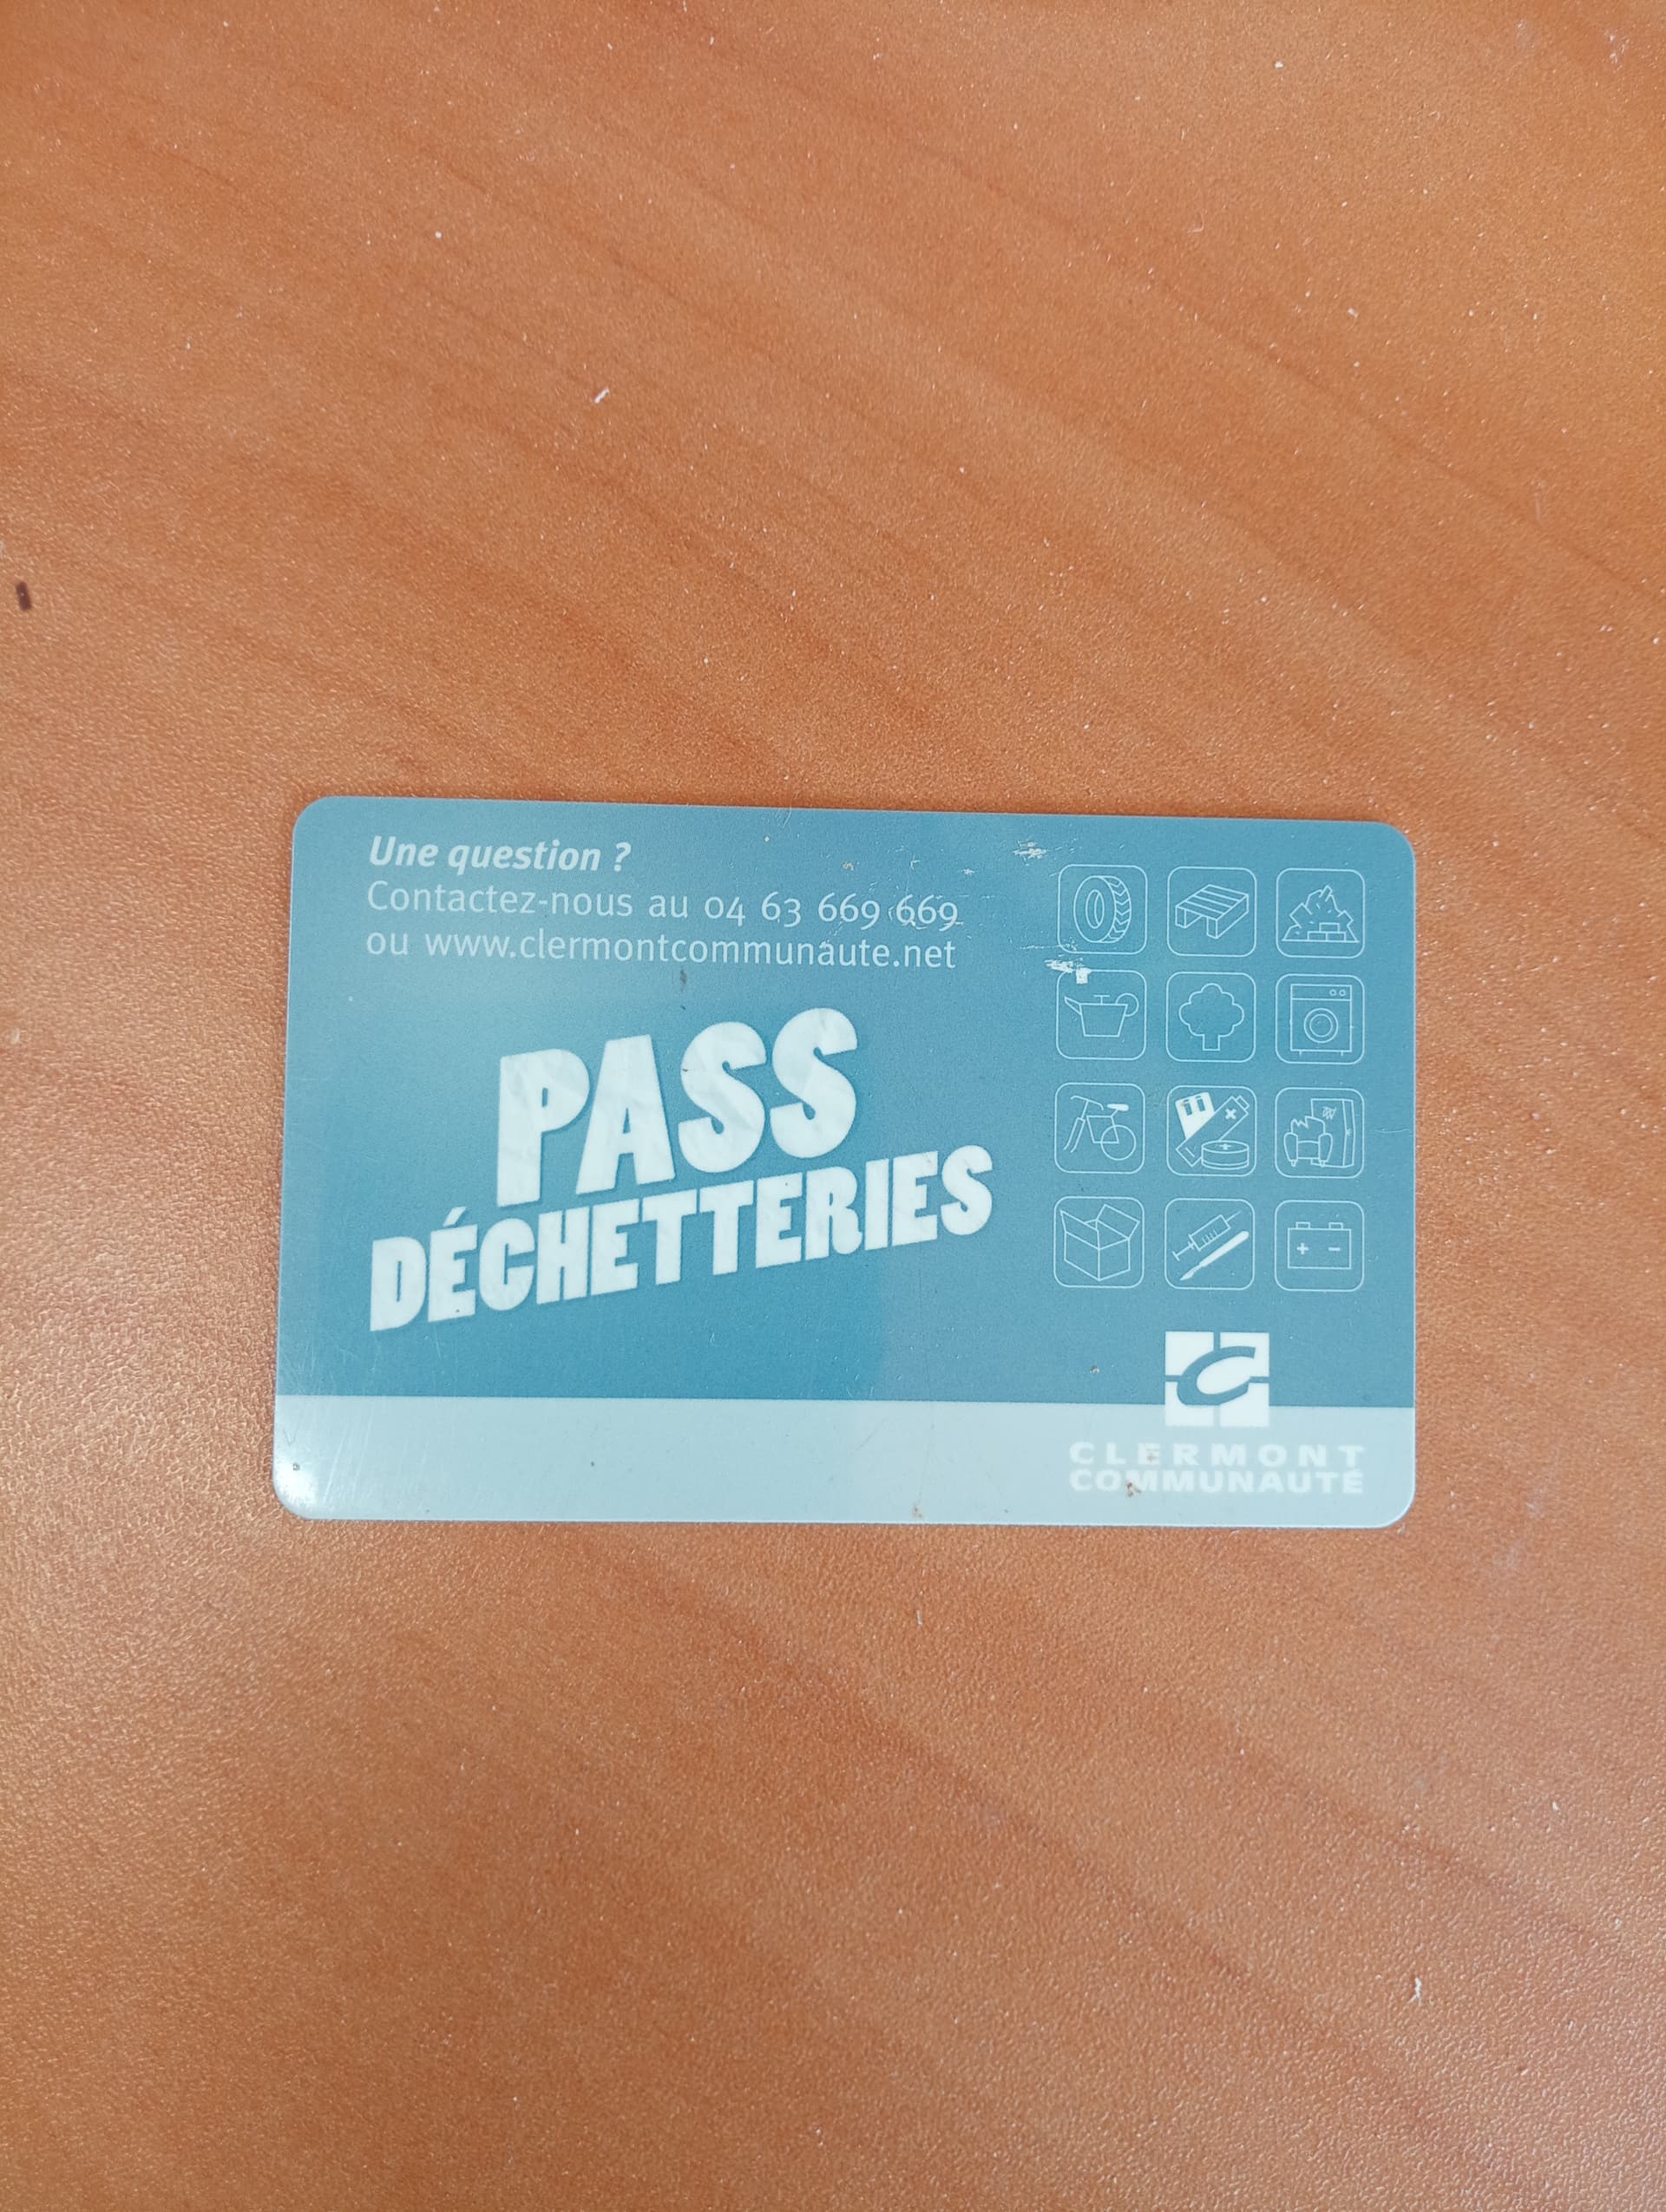 Une question ?
Contactez-nous au 04 63 669 669
ou www.clermontcommunaute.net
PASS
DÉCHETTERIES
CLERMONT
COMMUNAUTÉ